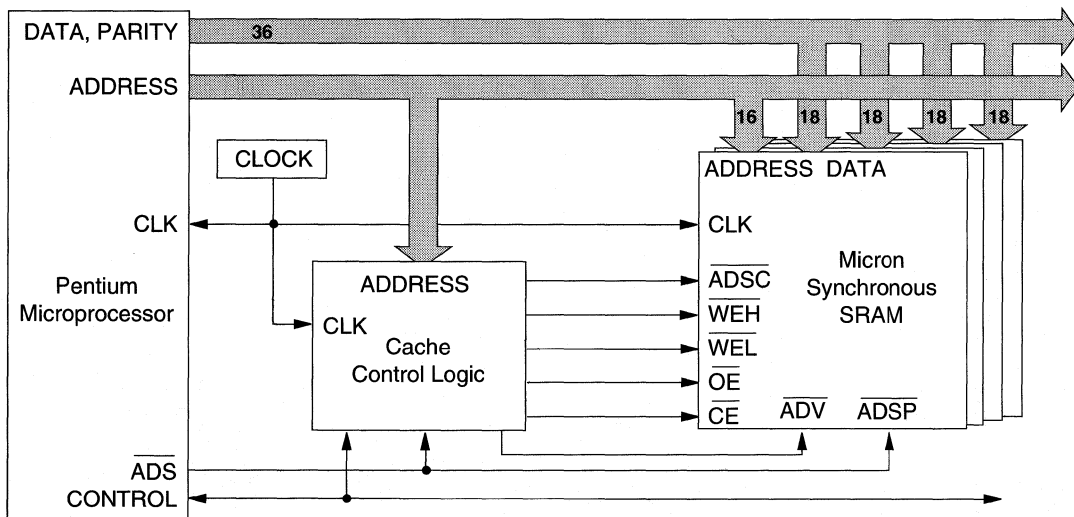 DATA, PARITY
36
ADDRESS
16
18
18
18
18
CLOCK
ADDRESS DATA
CLK
CLK
Pentium
Microprocessor
ADDRESS
CLK
Cache
Control Logic
ADSC
WEH
WEL
OE
CE
Micron
Synchronous
SRAM
ADV
ADSP
ADS
CONTROL